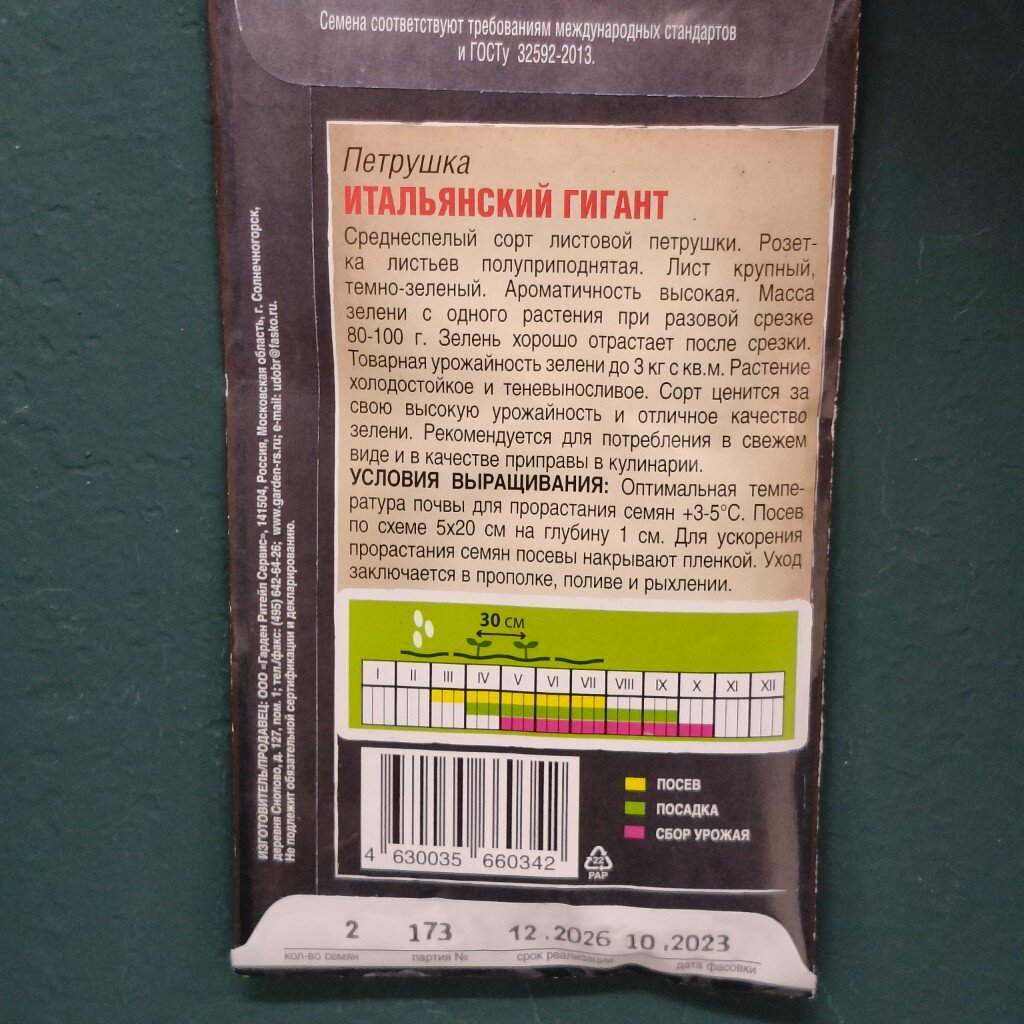 Семена соответствуют требованиям международных стандартов
и ГОСТу 32592-2013.
Петрушка
ИТАЛЬЯНСКИЙ ГИГАНТ
Среднеспелый сорт листовой петрушки. Розет-
ка листьев полуприподнятая. Лист крупный,
темно-зеленый. Ароматичность высокая. Масса
зелени с одного растения при разовой срезке
80-100 г. Зелень хорошо отрастает после срезки.
Товарная урожайность зелени до 3 кг с кв.м. Растение
холодостойкое и теневыносливое. Сорт ценится за
свою высокую урожайность и отличное качество
зелени. Рекомендуется для потребления в свежем
виде и в качестве приправы в кулинарии.
УСЛОВИЯ ВЫРАЩИВАНИЯ: Оптимальная темпе-
ратура почвы для прорастания семян +3-5°С. Посев
по схеме 5х20 см на глубину 1 см. Для ускорения
прорастания семян посевы накрывают пленкой. Уход
заключается в прополке, поливе и рыхлении.
30 см
I II III IV V VI VII VIII IX X XI XII
ПОСЕВ
ПОСАДКА
СБОР УРОЖАЯ
4 630035 660342
22
PAP
ИЗГОТОВИТЕЛЬ/ПРОДАВЕЦ: ООО «Гарден Ритейл Сервис», 141504, Россия, Московская область, г. Солнечногорск,
деревня Снопово, д. 127, пом. 1; тел./факс: (495) 642-64-26; www.garden-rs.ru; e-mail: udobr@fasko.ru.
Не подлежит обязательной сертификации и декларированию.
2 173 12.2026 10.2023
кол-во семян партия № срок реализации дата фасовки